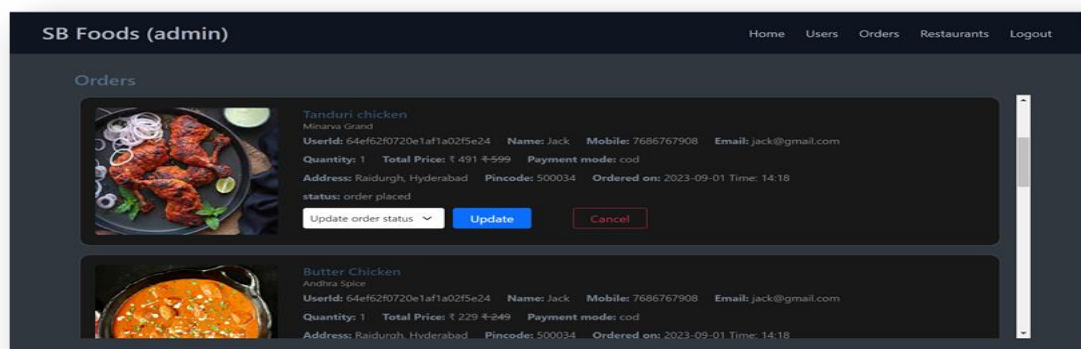 SB Foods (admin) Home Users Orders Restaurants Logout
Orders
Tanduri chicken
Minarva Grand
UserId: 64ef62f0720e1af1a02f5e24 Name: Jack Mobile: 7686767908 Email: jack@gmail.com
Quantity: 1 Total Price: ₹ 491 ₹ 599 Payment mode: cod
Address: Raidurgh, Hyderabad Pincode: 500034 Ordered on: 2023-09-01 Time: 14:18
status: order placed
Update order status Update Cancel
Butter Chicken
Andhra Spice
UserId: 64ef62f0720e1af1a02f5e24 Name: Jack Mobile: 7686767908 Email: jack@gmail.com
Quantity: 1 Total Price: ₹ 229 ₹ 249 Payment mode: cod
Address: Raidurgh, Hyderabad Pincode: 500034 Ordered on: 2023-09-01 Time: 14:18